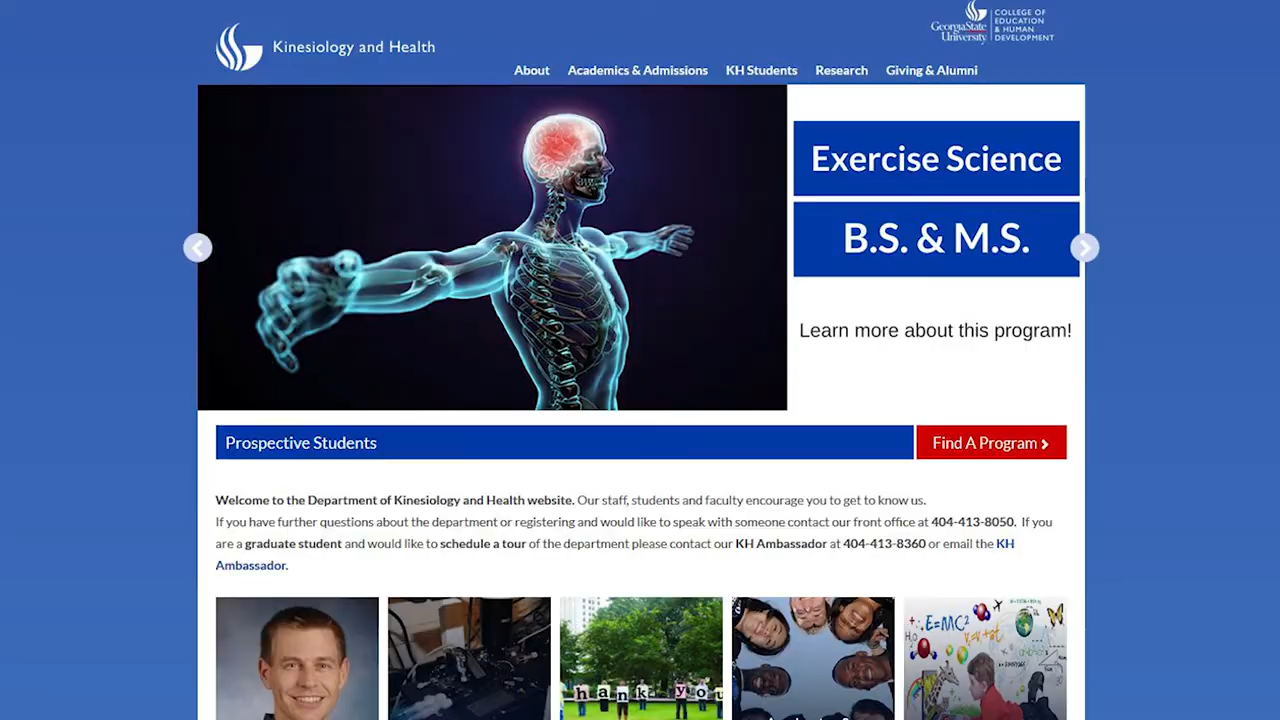 Kinesiology and Health
GeorgiaState
University
COLLEGE OF
EDUCATION
& HUMAN
DEVELOPMENT
About Academics & Admissions KH Students Research Giving & Alumni
Exercise Science
B.S. & M.S.
Learn more about this program!
Prospective Students
Find A Program
Welcome to the Department of Kinesiology and Health website. Our staff, students and faculty encourage you to get to know us.
If you have further questions about the department or registering and would like to speak with someone contact our front office at 404-413-8050. If you
are a graduate student and would like to schedule a tour of the department please contact our KH Ambassador at 404-413-8360 or email the KH
Ambassador.
thank you
E=MC²
H₂O